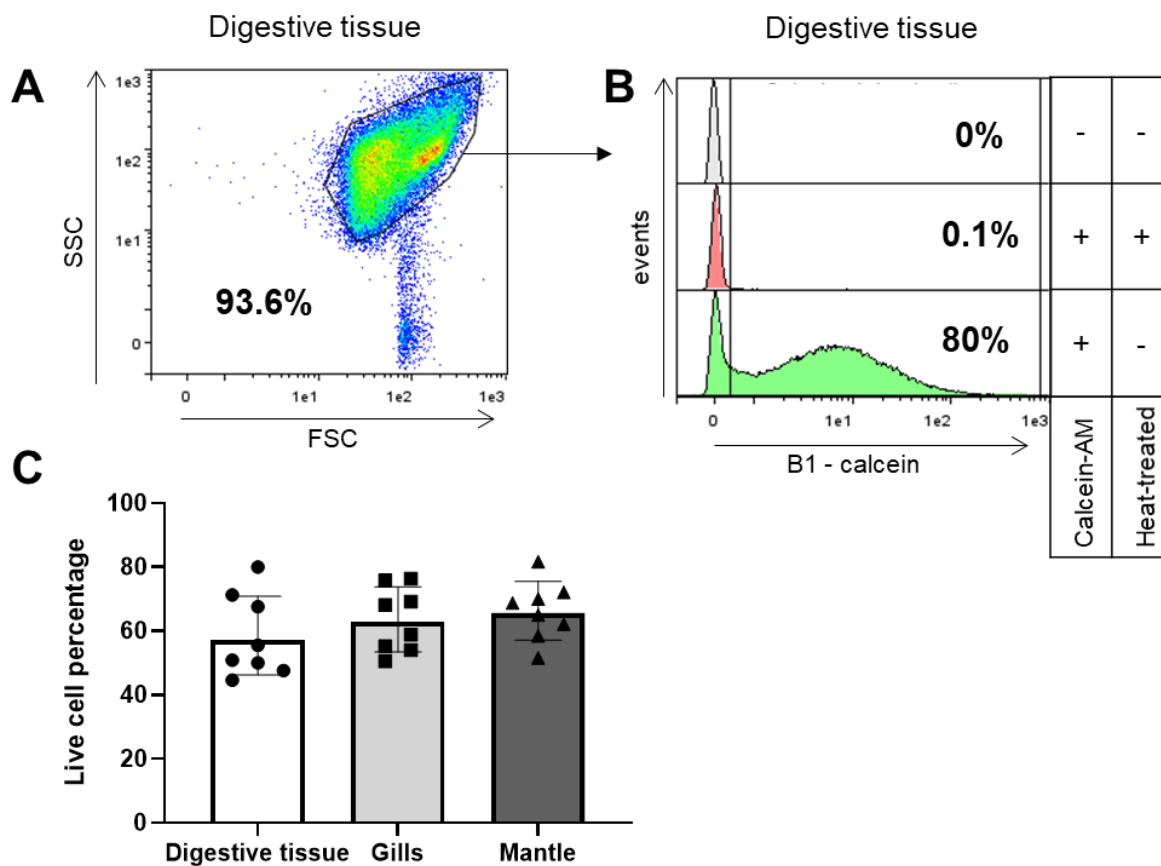 Digestive tissue
A
SSC
1e3
1e2
1e1
0
93.6%
0 1e1 1e2 1e3
FSC
Digestive tissue
B
events
0% - -
0.1% + +
80% + -
0 1e1 1e2 1e3
B1 - calcein
Calcein-AM
Heat-treated
C
Live cell percentage
100
80
60
40
20
0
Digestive tissue Gills Mantle